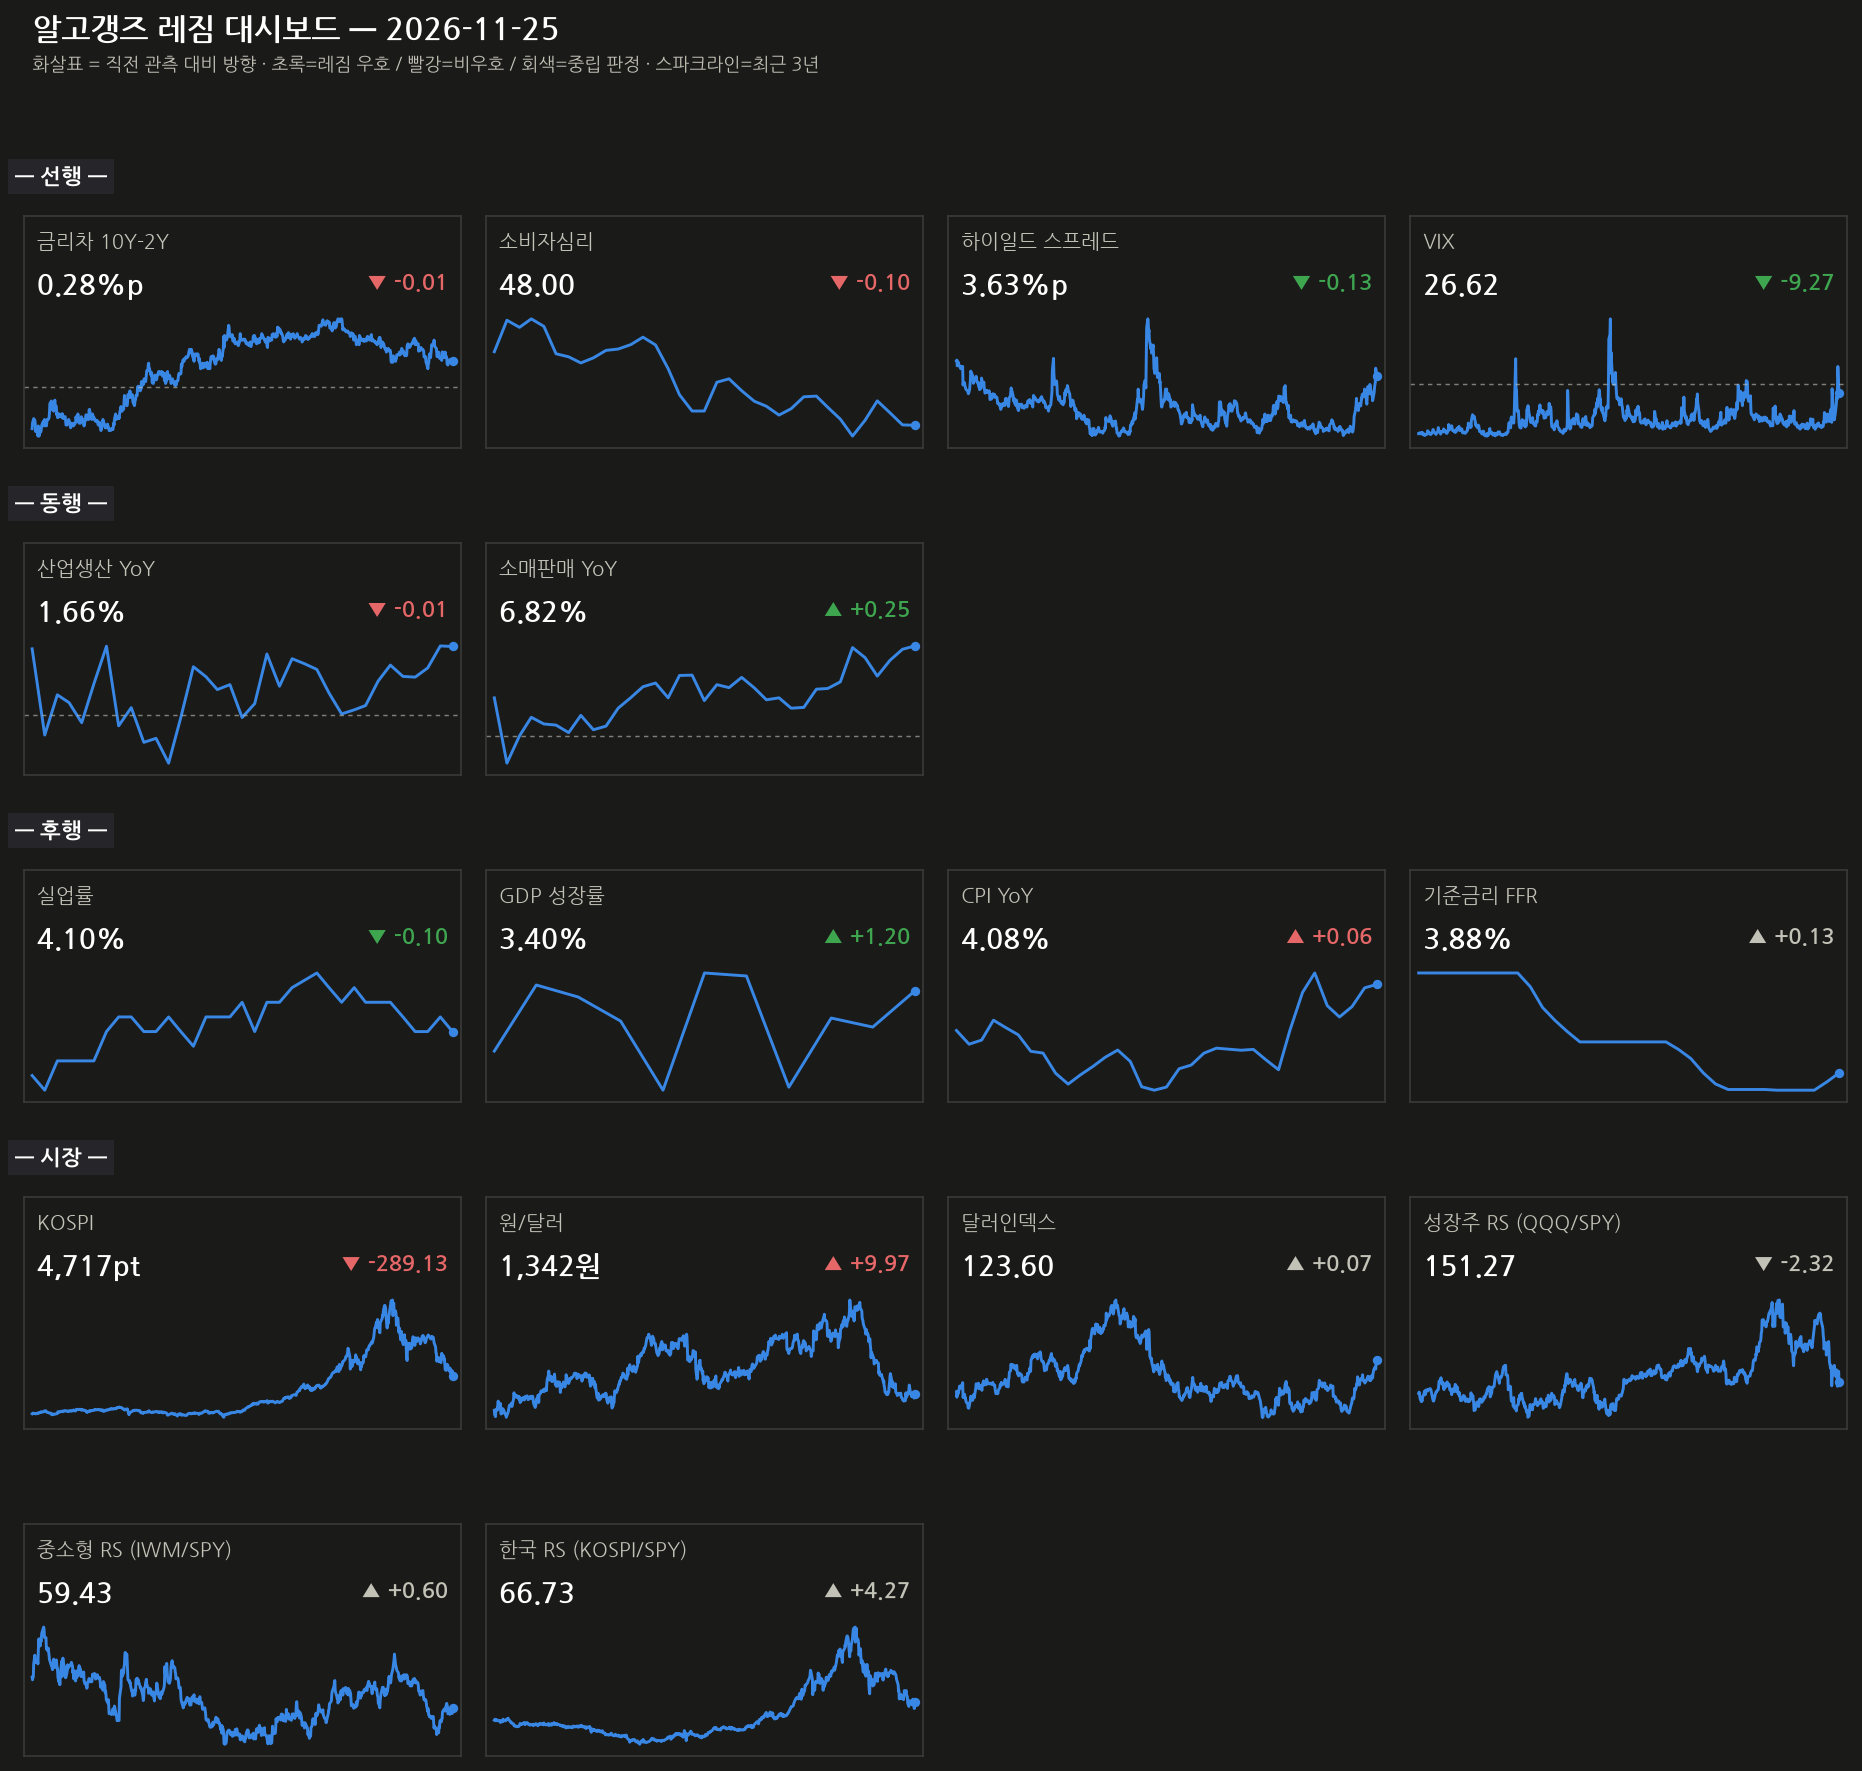 알고갱즈 레짐 대시보드 — 2026-11-25
화살표 = 직전 관측 대비 방향 · 초록=레짐 우호 / 빨강=비우호 / 회색=중립 판정 · 스파크라인=최근 3년
— 선행 —
금리차 10Y-2Y
0.28%p ▼ -0.01
소비자심리
48.00 ▼ -0.10
하이일드 스프레드
3.63%p ▼ -0.13
VIX
26.62 ▼ -9.27
— 동행 —
산업생산 YoY
1.66% ▼ -0.01
소매판매 YoY
6.82% ▲ +0.25
— 후행 —
실업률
4.10% ▼ -0.10
GDP 성장률
3.40% ▲ +1.20
CPI YoY
4.08% ▲ +0.06
기준금리 FFR
3.88% ▲ +0.13
— 시장 —
KOSPI
4,717pt ▼ -289.13
원/달러
1,342원 ▲ +9.97
달러인덱스
123.60 ▲ +0.07
성장주 RS (QQQ/SPY)
151.27 ▼ -2.32
중소형 RS (IWM/SPY)
59.43 ▲ +0.60
한국 RS (KOSPI/SPY)
66.73 ▲ +4.27